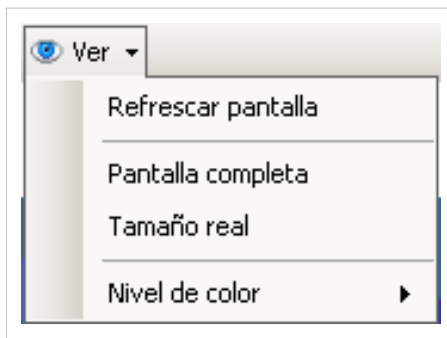 Ver
Refrescar pantalla
Pantalla completa
Tamaño real
Nivel de color